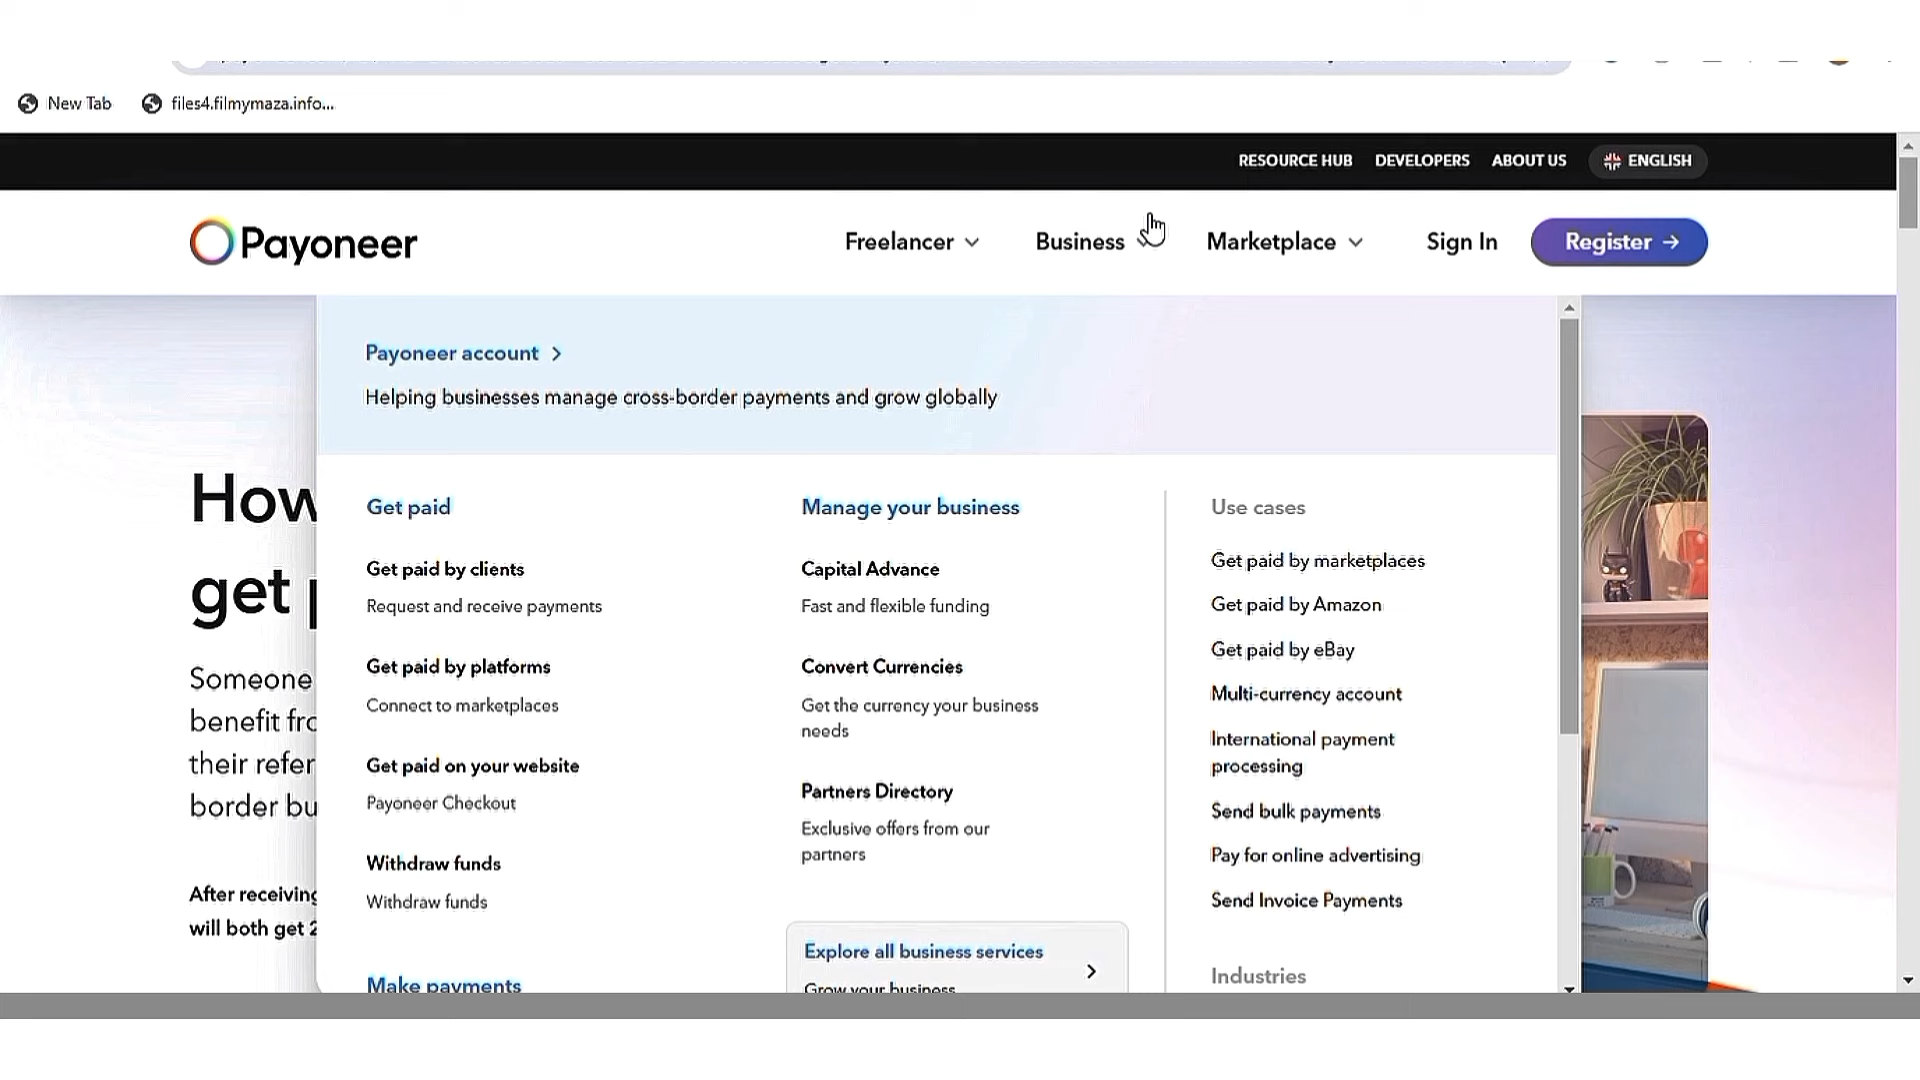 New Tab
files4.filmymaza.info...
RESOURCE HUB
DEVELOPERS
ABOUT US
ENGLISH
Payoneer
Freelancer
Business
Marketplace
Sign In
Register →
Payoneer account >
Helping businesses manage cross-border payments and grow globally
Get paid
Get paid by clients
Request and receive payments
Get paid by platforms
Connect to marketplaces
Get paid on your website
Payoneer Checkout
Withdraw funds
Withdraw funds
Make payments
Manage your business
Capital Advance
Fast and flexible funding
Convert Currencies
Get the currency your business
needs
Partners Directory
Exclusive offers from our
partners
Explore all business services
Grow your business
Use cases
Get paid by marketplaces
Get paid by Amazon
Get paid by eBay
Multi-currency account
International payment
processing
Send bulk payments
Pay for online advertising
Send Invoice Payments
Industries
How
get
Someone
benefit
their
border
After receiving
will both get